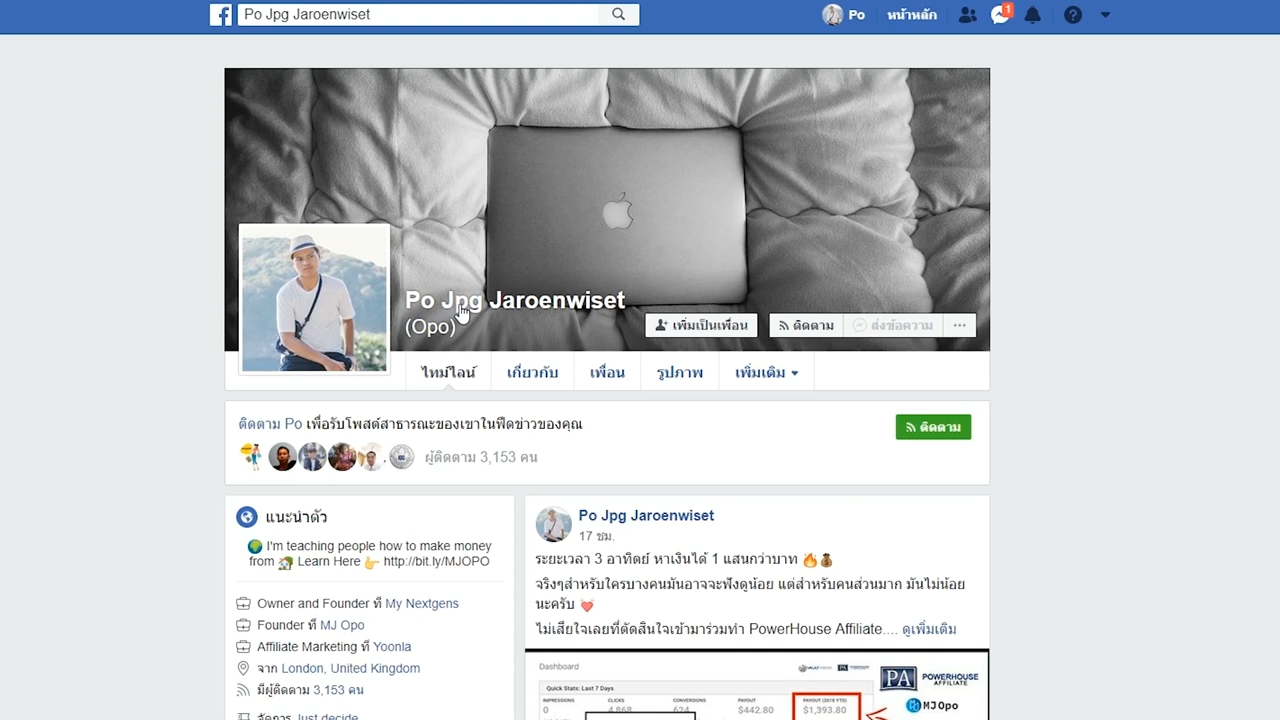 Po Jpg Jaroenwiset
Po
หน้าหลัก
1
Po Jpg Jaroenwiset
(Opo)
เพิ่มเป็นเพื่อน
ติดตาม
ส่งข้อความ
ไทม์ไลน์
เกี่ยวกับ
เพื่อน
รูปภาพ
เพิ่มเติม
ติดตาม Po เพื่อรับโพสต์สาธารณะของเขาในฟีดข่าวของคุณ
ติดตาม
ผู้ติดตาม 3,153 คน
แนะนำตัว
I'm teaching people how to make money
from Learn Here http://bit.ly/MJOPO
Owner and Founder ที่ My Nextgens
Founder ที่ MJ Opo
Affiliate Marketing ที่ Yoonla
จาก London, United Kingdom
มีผู้ติดตาม 3,153 คน
จัดการ Just decide
Po Jpg Jaroenwiset
17 ชม.
ระยะเวลา 3 อาทิตย์ หาเงินได้ 1 แสนกว่าบาท
จริงๆสำหรับใครบางคนมันอาจจะฟังดูน้อย แต่สำหรับคนส่วนมาก มันไม่น้อย
นะครับ
ไม่เสียใจเลยที่ตัดสินใจเข้ามาร่วมทำ PowerHouse Affiliate.... ดูเพิ่มเติม
Dashboard
PA POWERHOUSE
AFFILIATE
Quick Stats: Last 7 Days
IMPRESSIONS
CLICKS
CONVERSIONS
PAYOUT
PAYOUT (2018 YTD)
0
4,868
624
$442.80
$1,393.80
MJ Opo